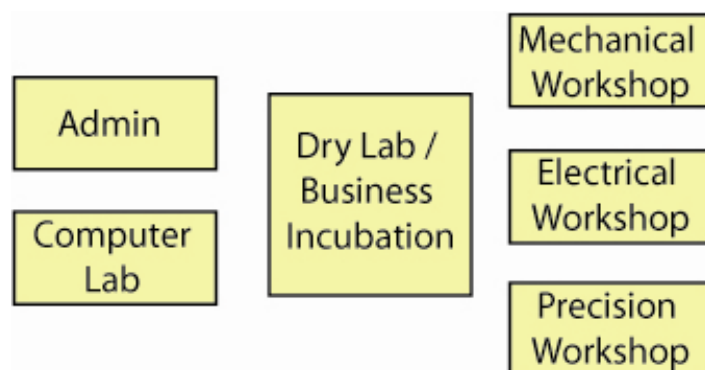 Admin
Computer
Lab
Dry Lab /
Business
Incubation
Mechanical
Workshop
Electrical
Workshop
Precision
Workshop